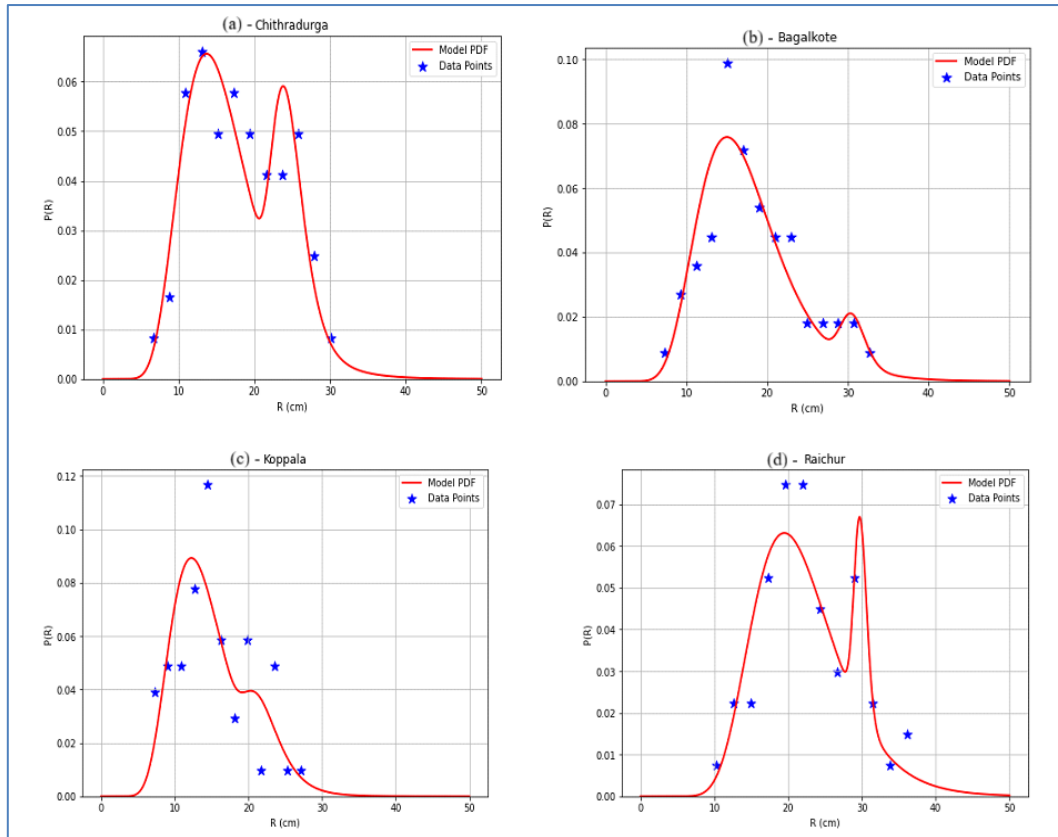 (a) – Chithradurga
Model PDF
Data Points
0.06
0.05
0.04
0.03
0.02
0.01
0.00
P(R)
0 10 20 30 40 50
R (cm)
(b) – Bagalkote
Model PDF
Data Points
0.10
0.08
0.06
0.04
0.02
0.00
P(R)
0 10 20 30 40 50
R (cm)
(c) – Koppala
Model PDF
Data Points
0.12
0.10
0.08
0.06
0.04
0.02
0.00
P(R)
0 10 20 30 40 50
R (cm)
(d) – Raichur
Model PDF
Data Points
0.07
0.06
0.05
0.04
0.03
0.02
0.01
0.00
P(R)
0 10 20 30 40 50
R (cm)